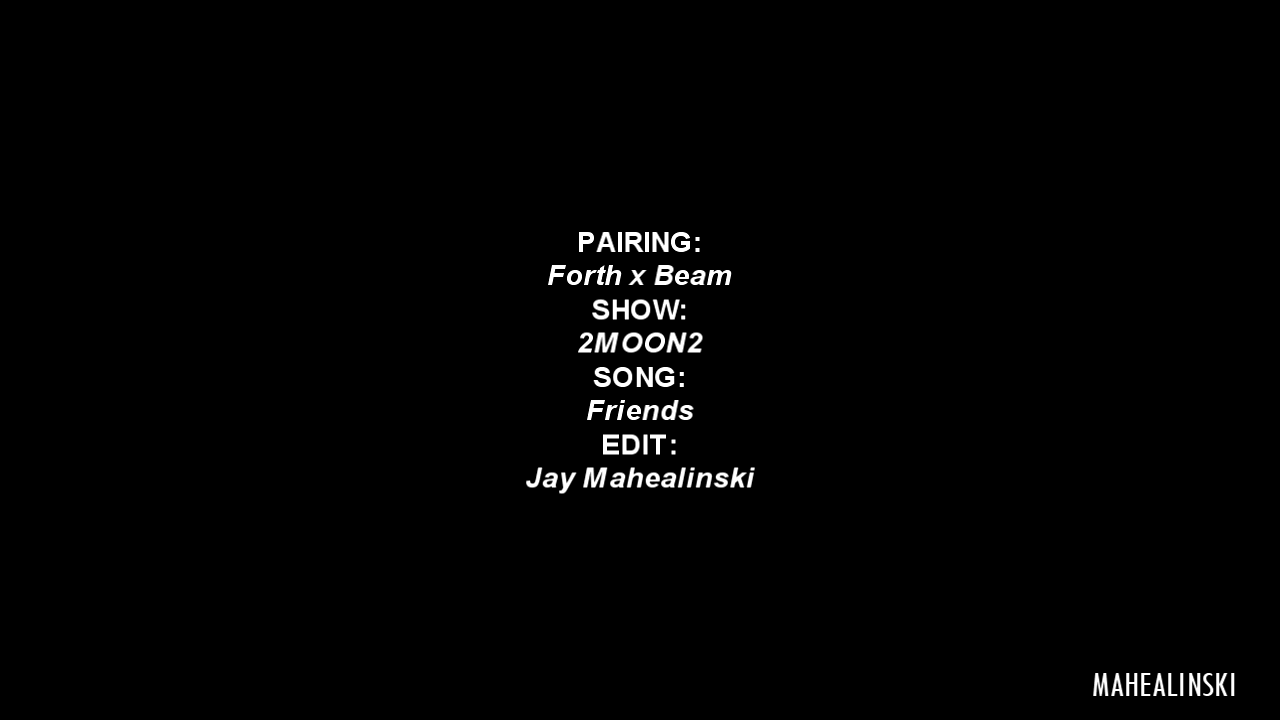 PAIRING:
Forth x Beam
SHOW:
2MOON2
SONG:
Friends
EDIT:
Jay Mahealinski
MAHEALINSKI